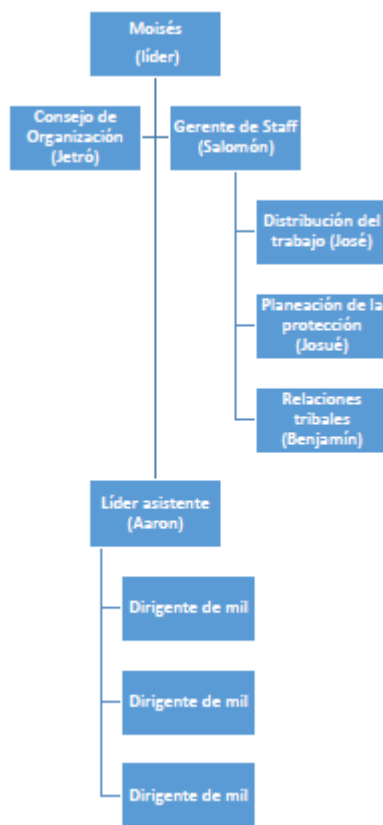 Moisés
(líder)
Consejo de
Organización
(Jetró)
Gerente de Staff
(Salomón)
Distribución del
trabajo (José)
Planeación de la
protección
(Josué)
Relaciones
tribales
(Benjamín)
Líder asistente
(Aaron)
Dirigente de mil
Dirigente de mil
Dirigente de mil